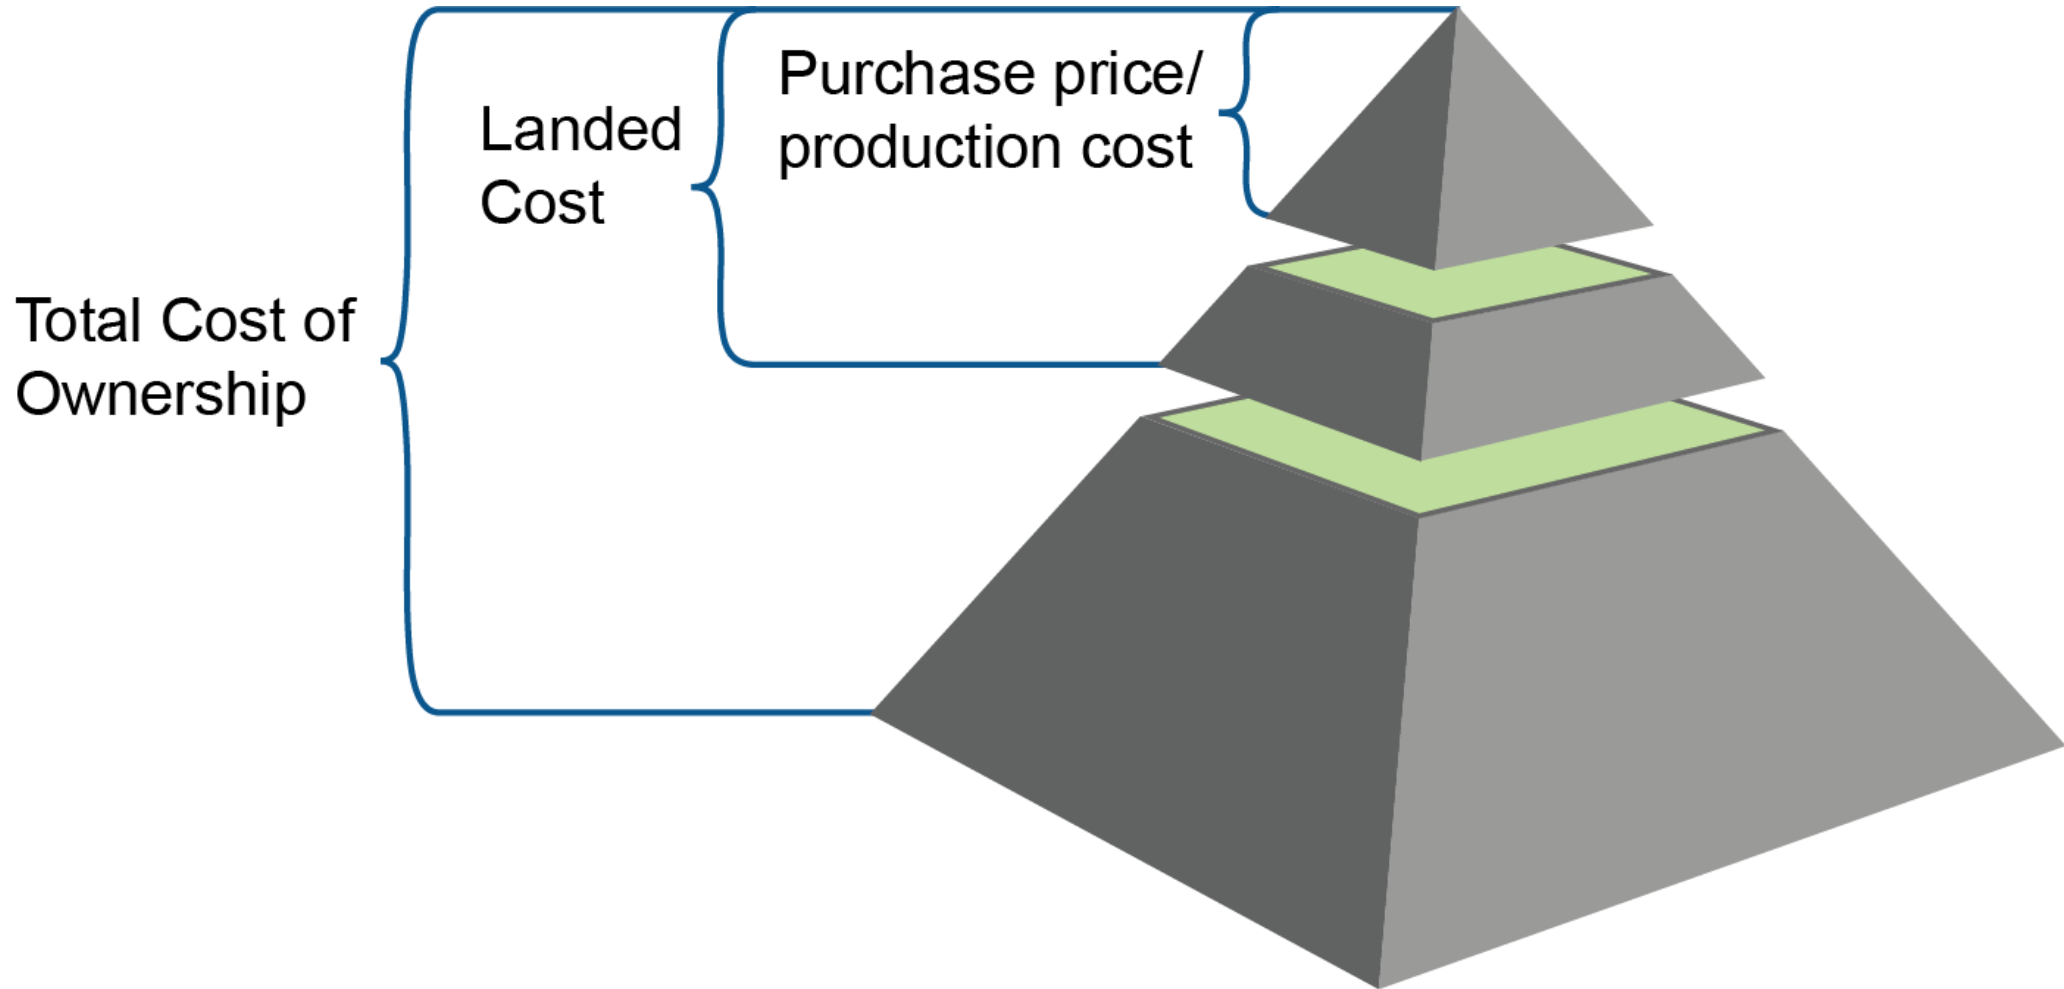 Purchase price/
production cost
Landed
Cost
Total Cost of
Ownership